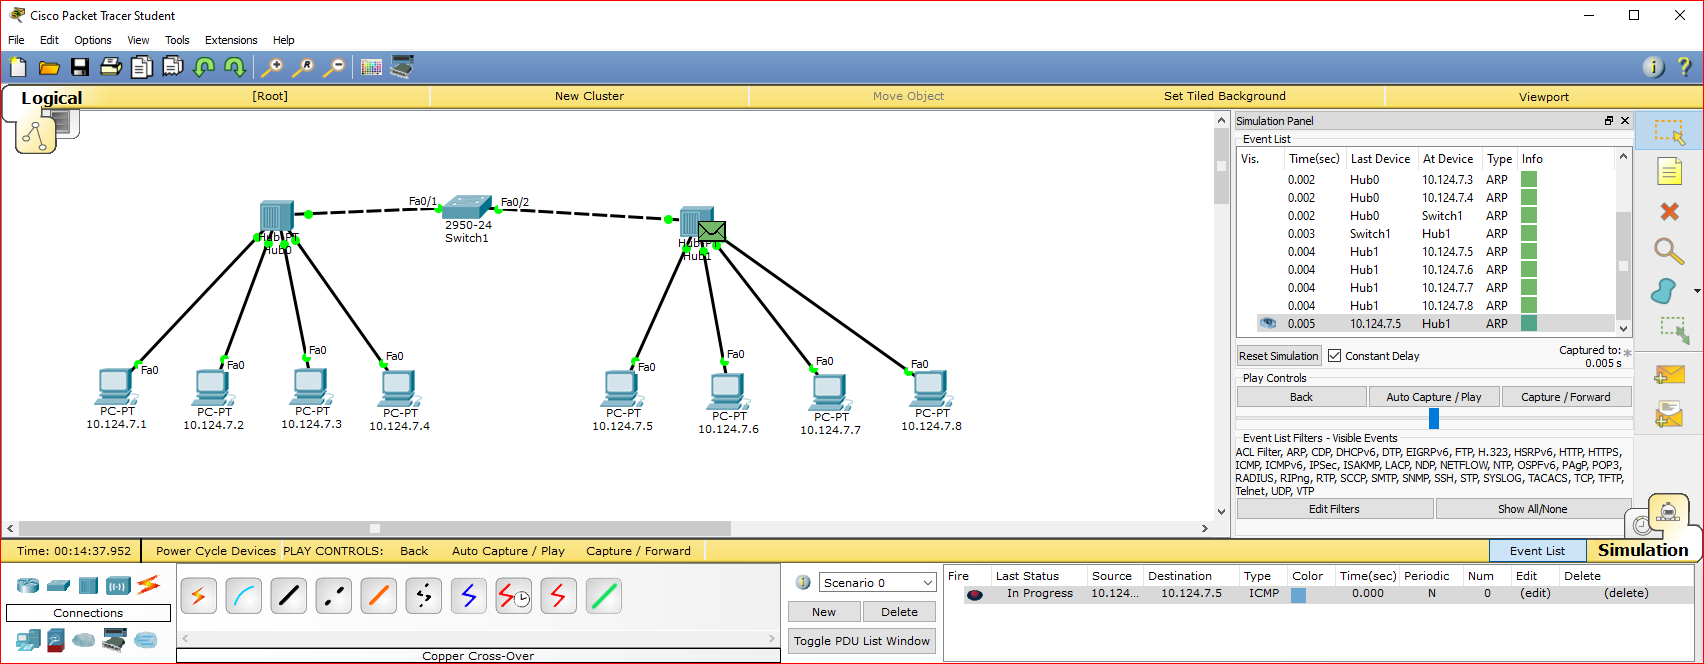 Cisco Packet Tracer Student
File Edit Options View Tools Extensions Help
Logical [Root] New Cluster Move Object Set Tiled Background Viewport
Fa0/1 Fa0/2
2950-24
Switch1
Hub-PT
Hub0
Hub-PT
Hub1
Fa0 Fa0 Fa0 Fa0 Fa0 Fa0 Fa0 Fa0
PC-PT
10.124.7.1
PC-PT
10.124.7.2
PC-PT
10.124.7.3
PC-PT
10.124.7.4
PC-PT
10.124.7.5
PC-PT
10.124.7.6
PC-PT
10.124.7.7
PC-PT
10.124.7.8
Simulation Panel
Event List
Vis. Time(sec) Last Device At Device Type Info
0.002 Hub0 10.124.7.3 ARP
0.002 Hub0 10.124.7.4 ARP
0.002 Hub0 Switch1 ARP
0.003 Switch1 Hub1 ARP
0.004 Hub1 10.124.7.5 ARP
0.004 Hub1 10.124.7.6 ARP
0.004 Hub1 10.124.7.7 ARP
0.004 Hub1 10.124.7.8 ARP
0.005 10.124.7.5 Hub1 ARP
Reset Simulation Constant Delay Captured to: *
0.005 s
Play Controls
Back Auto Capture / Play Capture / Forward
Event List Filters - Visible Events
ACL Filter, ARP, CDP, DHCPv6, DTP, EIGRPv6, FTP, H.323, HSRPv6, HTTP, HTTPS,
ICMP, ICMPv6, IPSec, ISAKMP, LACP, NDP, NETFLOW, NTP, OSPFv6, PAgP, POP3,
RADIUS, RIPng, RTP, SCCP, SMTP, SNMP, SSH, STP, SYSLOG, TACACS, TCP, TFTP,
Telnet, UDP, VTP
Edit Filters Show All/None
Time: 00:14:37.952 Power Cycle Devices PLAY CONTROLS: Back Auto Capture / Play Capture / Forward Event List Simulation
Connections
Copper Cross-Over
Scenario 0
New Delete
Toggle PDU List Window
Fire Last Status Source Destination Type Color Time(sec) Periodic Num Edit Delete
In Progress 10.124... 10.124.7.5 ICMP 0.000 N 0 (edit) (delete)